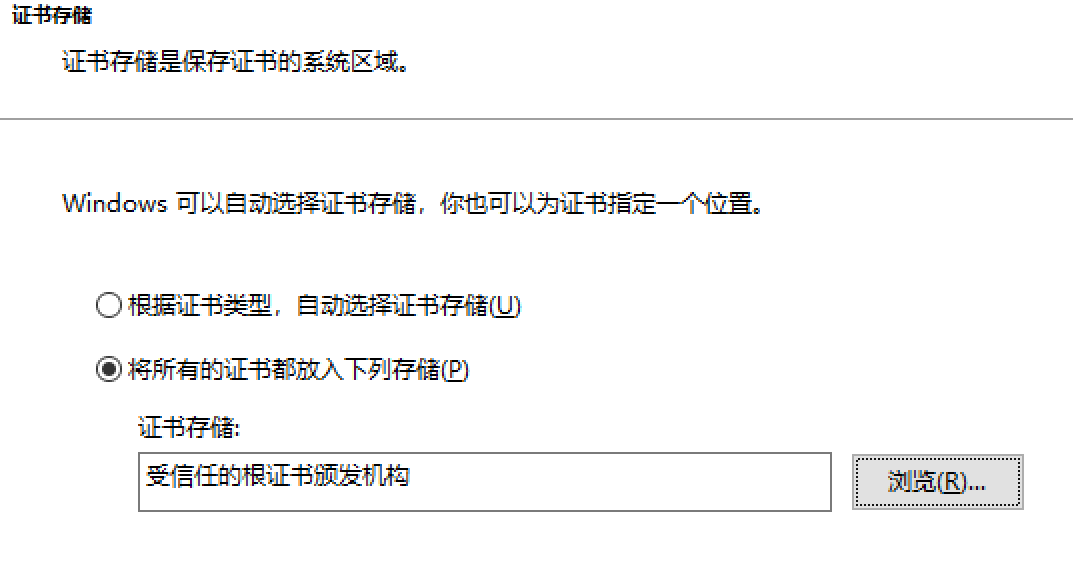 证书存储
证书存储是保存证书的系统区域。
Windows 可以自动选择证书存储，你也可以为证书指定一个位置。
根据证书类型，自动选择证书存储(U)
将所有的证书都放入下列存储(P)
证书存储:
受信任的根证书颁发机构
浏览(R)...